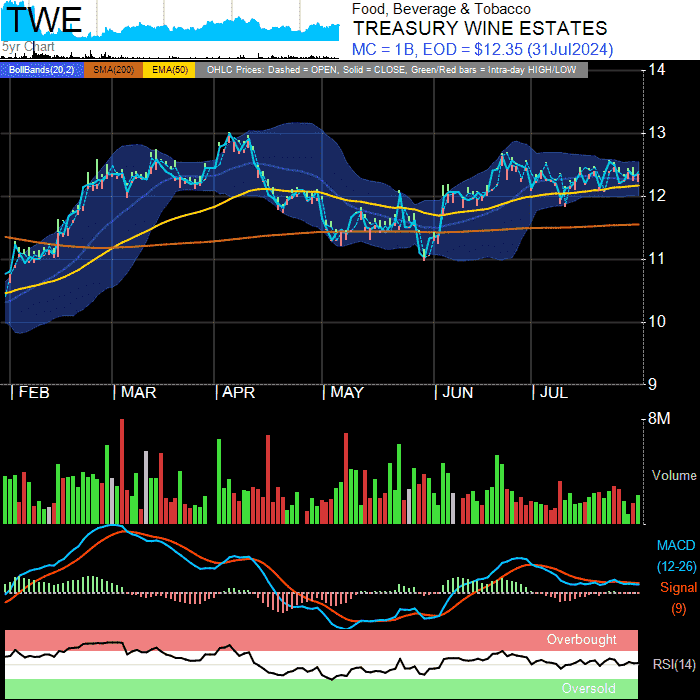 TWE
5yr Chart
Food, Beverage & Tobacco
TREASURY WINE ESTATES
MC = 1B, EOD = $12.35 (31Jul2024)
BollBands(20,2) SMA(200) EMA(50) OHLC Prices: Dashed = OPEN, Solid = CLOSE, Green/Red bars = Intra-day HIGH/LOW
14
13
12
11
10
9
| FEB | MAR | APR | MAY | JUN | JUL
8M
Volume
MACD
(12-26)
Signal
(9)
Overbought
RSI(14)
Oversold